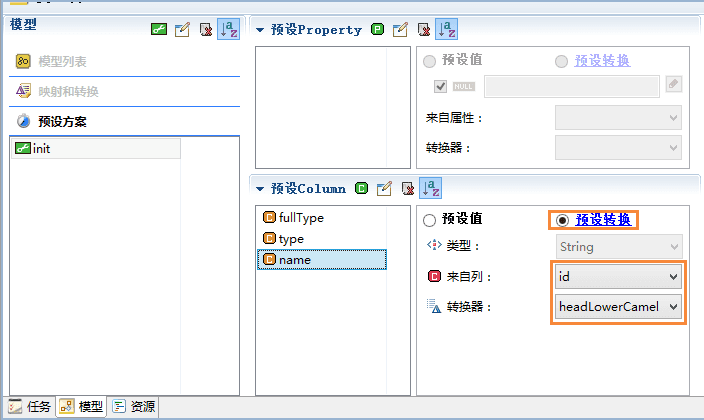 模型
模型列表
映射和转换
预设方案
init
预设Property
预设值
预设转换
NULL
来自属性：
转换器：
预设Column
fullType
type
name
预设值
预设转换
类型：
String
来自列：
id
转换器：
headLowerCamel
任务
模型
资源